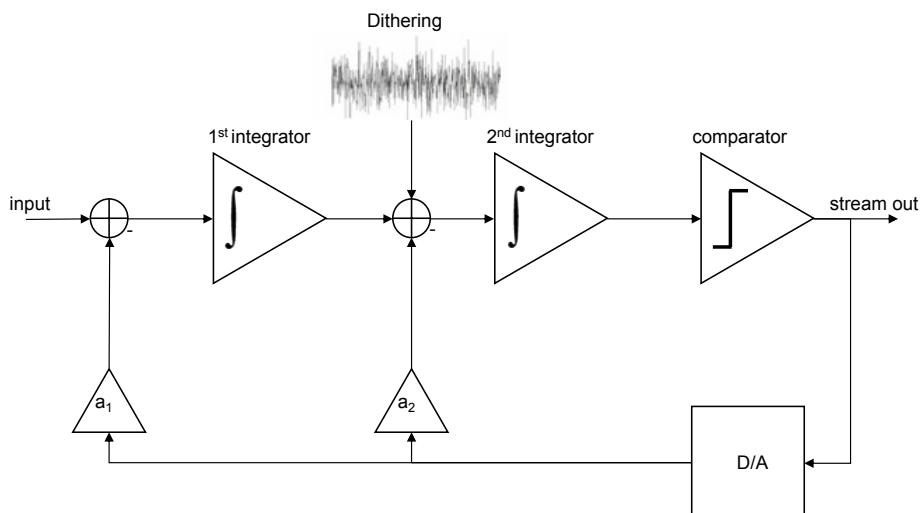 Dithering
1st integrator
2nd integrator
comparator
input
stream out
-
-
a1
a2
D/A